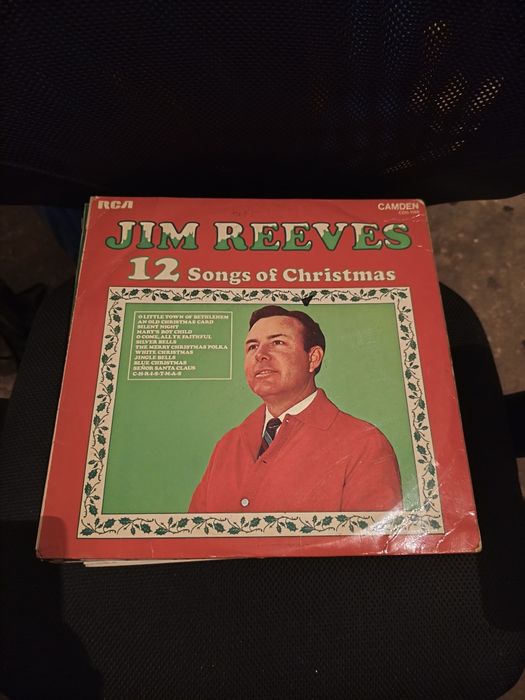 RCA
CAMDEN
JIM REEVES
12 Songs of Christmas
O LITTLE TOWN OF BETHLEHEM
AN OLD CHRISTMAS CARD
SILENT NIGHT
MARY'S BOY CHILD
O COME, ALL YE FAITHFUL
SILVER BELLS
THE MERRY CHRISTMAS POLKA
WHITE CHRISTMAS
JINGLE BELLS
BLUE CHRISTMAS
SEÑOR SANTA CLAUS
C-H-R-I-S-T-M-A-S